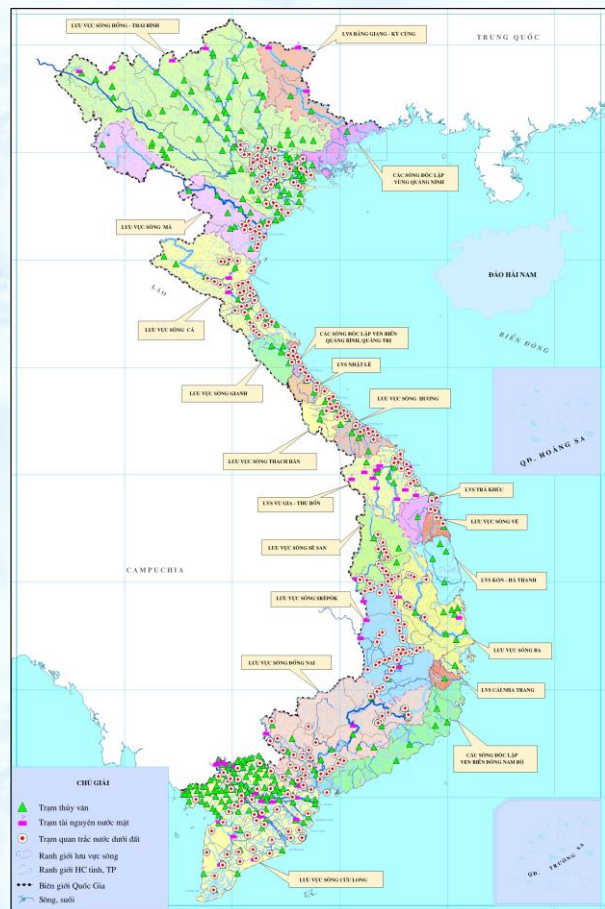 LƯU VỰC SÔNG HỒNG - THÁI BÌNH
LVS BẰNG GIANG - KỲ CÙNG
TRUNG QUỐC
CÁC SÔNG ĐỘC LẬP
VÙNG QUẢNG NINH
LƯU VỰC SÔNG MÃ
LÀO
ĐẢO HẢI NAM
LƯU VỰC SÔNG CẢ
CÁC SÔNG ĐỘC LẬP VEN BIỂN
QUẢNG BÌNH, QUẢNG TRỊ
BIỂN ĐÔNG
LVS NHẬT LỆ
LƯU VỰC SÔNG GIANH
LƯU VỰC SÔNG HƯƠNG
LƯU VỰC SÔNG THẠCH HÃN
QĐ. HOÀNG SA
LVS VU GIA - THU BỒN
LVS TRÀ KHÚC
LƯU VỰC SÔNG VỆ
LƯU VỰC SÔNG SÊ SAN
CAMPUCHIA
LVS KÔN - HÀ THANH
LƯU VỰC SÔNG SRÊPÔK
LƯU VỰC SÔNG BA
LƯU VỰC SÔNG ĐỒNG NAI
LVS CÁI NHA TRANG
CÁC SÔNG ĐỘC LẬP
VEN BIỂN ĐÔNG NAM BỘ
CHÚ GIẢI
Trạm thủy văn
Trạm tài nguyên nước mặt
Trạm quan trắc nước dưới đất
Ranh giới lưu vực sông
Ranh giới HC tỉnh, TP
Biên giới Quốc Gia
Sông, suối
QĐ. TRƯỜNG SA
LƯU VỰC SÔNG CỬU LONG